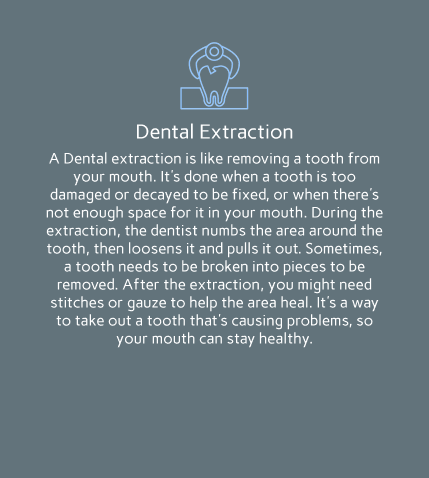 Dental Extraction
A Dental extraction is like removing a tooth from
your mouth. It's done when a tooth is too
damaged or decayed to be fixed, or when there's
not enough space for it in your mouth. During the
extraction, the dentist numbs the area around the
tooth, then loosens it and pulls it out. Sometimes,
a tooth needs to be broken into pieces to be
removed. After the extraction, you might need
stitches or gauze to help the area heal. It's a way
to take out a tooth that's causing problems, so
your mouth can stay healthy.